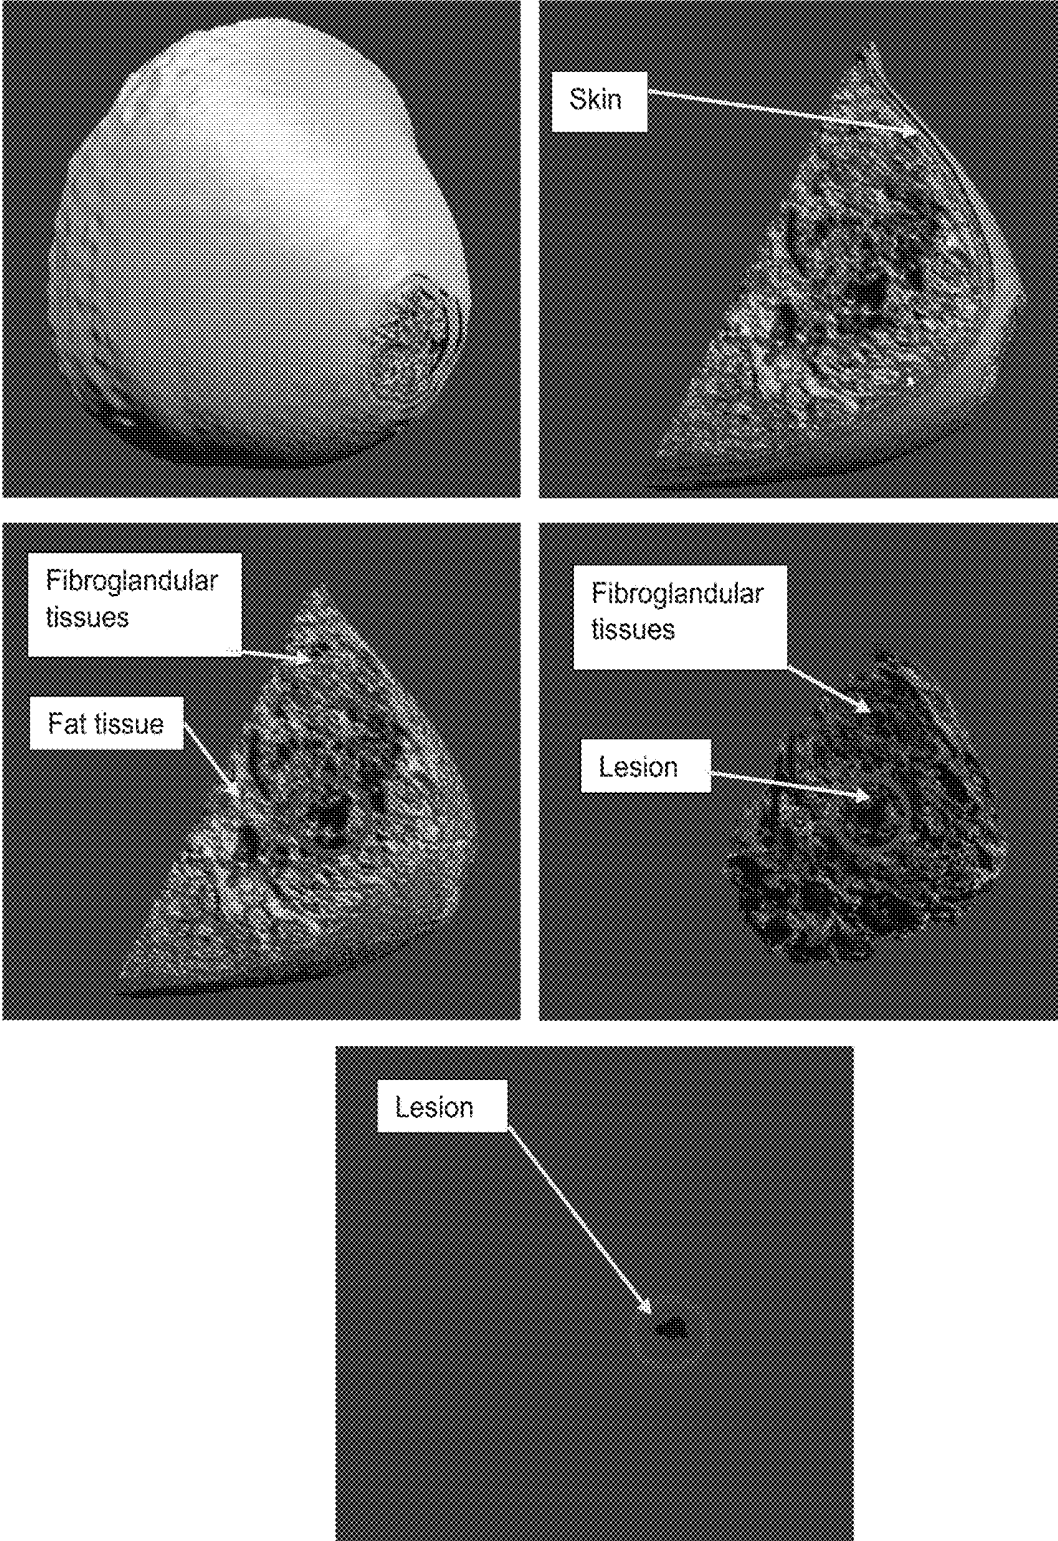 Skin
Fibroglandular
tissues
Fat tissue
Fibroglandular
tissues
Lesion
Lesion